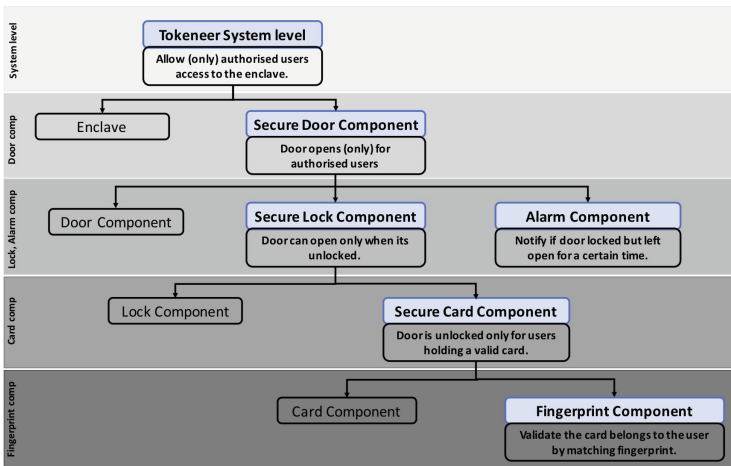 System level
Tokeneer System level
Allow (only) authorised users
access to the enclave.
Door comp
Enclave
Secure Door Component
Door opens (only) for
authorised users
Lock, Alarm comp
Door Component
Secure Lock Component
Door can open only when its
unlocked.
Alarm Component
Notify if door locked but left
open for a certain time.
Card comp
Lock Component
Secure Card Component
Door is unlocked only for users
holding a valid card.
Fingerprint comp
Card Component
Fingerprint Component
Validate the card belongs to the user
by matching fingerprint.